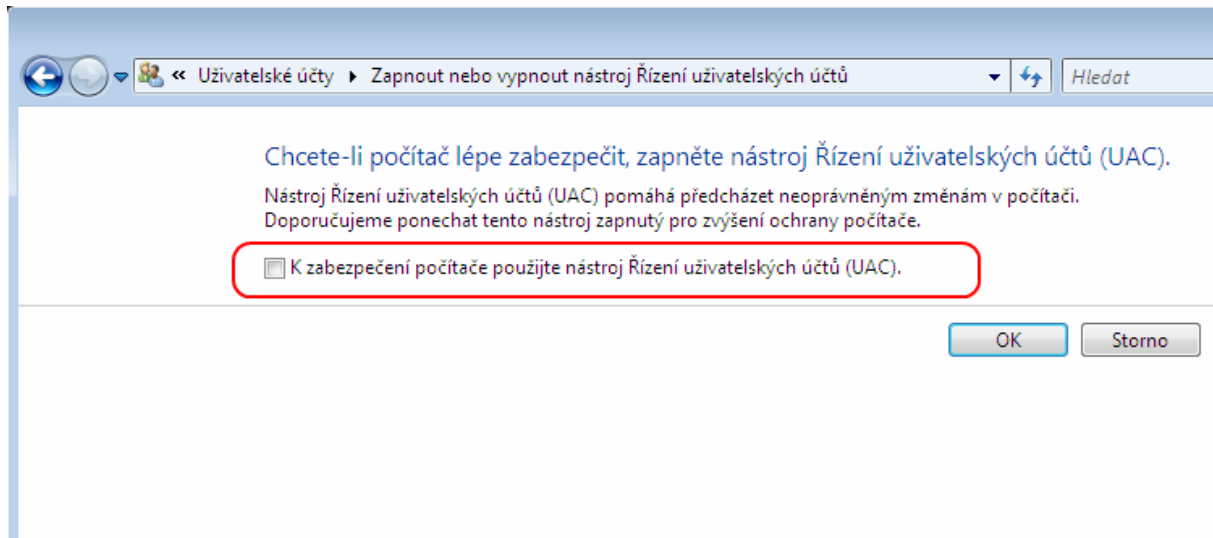 « Uživatelské účty ▸ Zapnout nebo vypnout nástroj Řízení uživatelských účtů
Hledat
Chcete-li počítač lépe zabezpečit, zapněte nástroj Řízení uživatelských účtů (UAC).
Nástroj Řízení uživatelských účtů (UAC) pomáhá předcházet neoprávněným změnám v počítači.
Doporučujeme ponechat tento nástroj zapnutý pro zvýšení ochrany počítače.
K zabezpečení počítače použijte nástroj Řízení uživatelských účtů (UAC).
OK
Storno